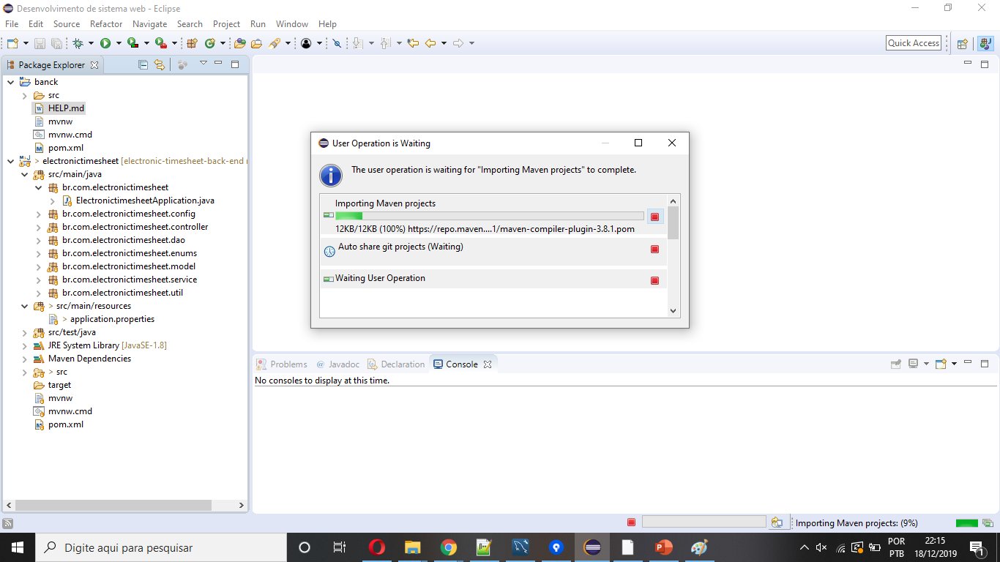 Desenvolvimento de sistema web - Eclipse
File Edit Source Refactor Navigate Search Project Run Window Help
Quick Access
Package Explorer
banck
src
HELP.md
mvnw
mvnw.cmd
pom.xml
> electronictimesheet [electronic-timesheet-back-end
src/main/java
br.com.electronictimesheet
ElectronictimesheetApplication.java
br.com.electronictimesheet.config
br.com.electronictimesheet.controller
br.com.electronictimesheet.dao
br.com.electronictimesheet.enums
br.com.electronictimesheet.model
br.com.electronictimesheet.service
br.com.electronictimesheet.util
> src/main/resources
> application.properties
src/test/java
JRE System Library [JavaSE-1.8]
Maven Dependencies
> src
target
mvnw
mvnw.cmd
pom.xml
User Operation is Waiting
The user operation is waiting for "Importing Maven projects" to complete.
Importing Maven projects
12KB/12KB (100%) https://repo.maven....1/maven-compiler-plugin-3.8.1.pom
Auto share git projects (Waiting)
Waiting User Operation
Problems @ Javadoc Declaration Console
No consoles to display at this time.
Importing Maven projects: (9%)
Digite aqui para pesquisar
POR
PTB
22:15
18/12/2019
1